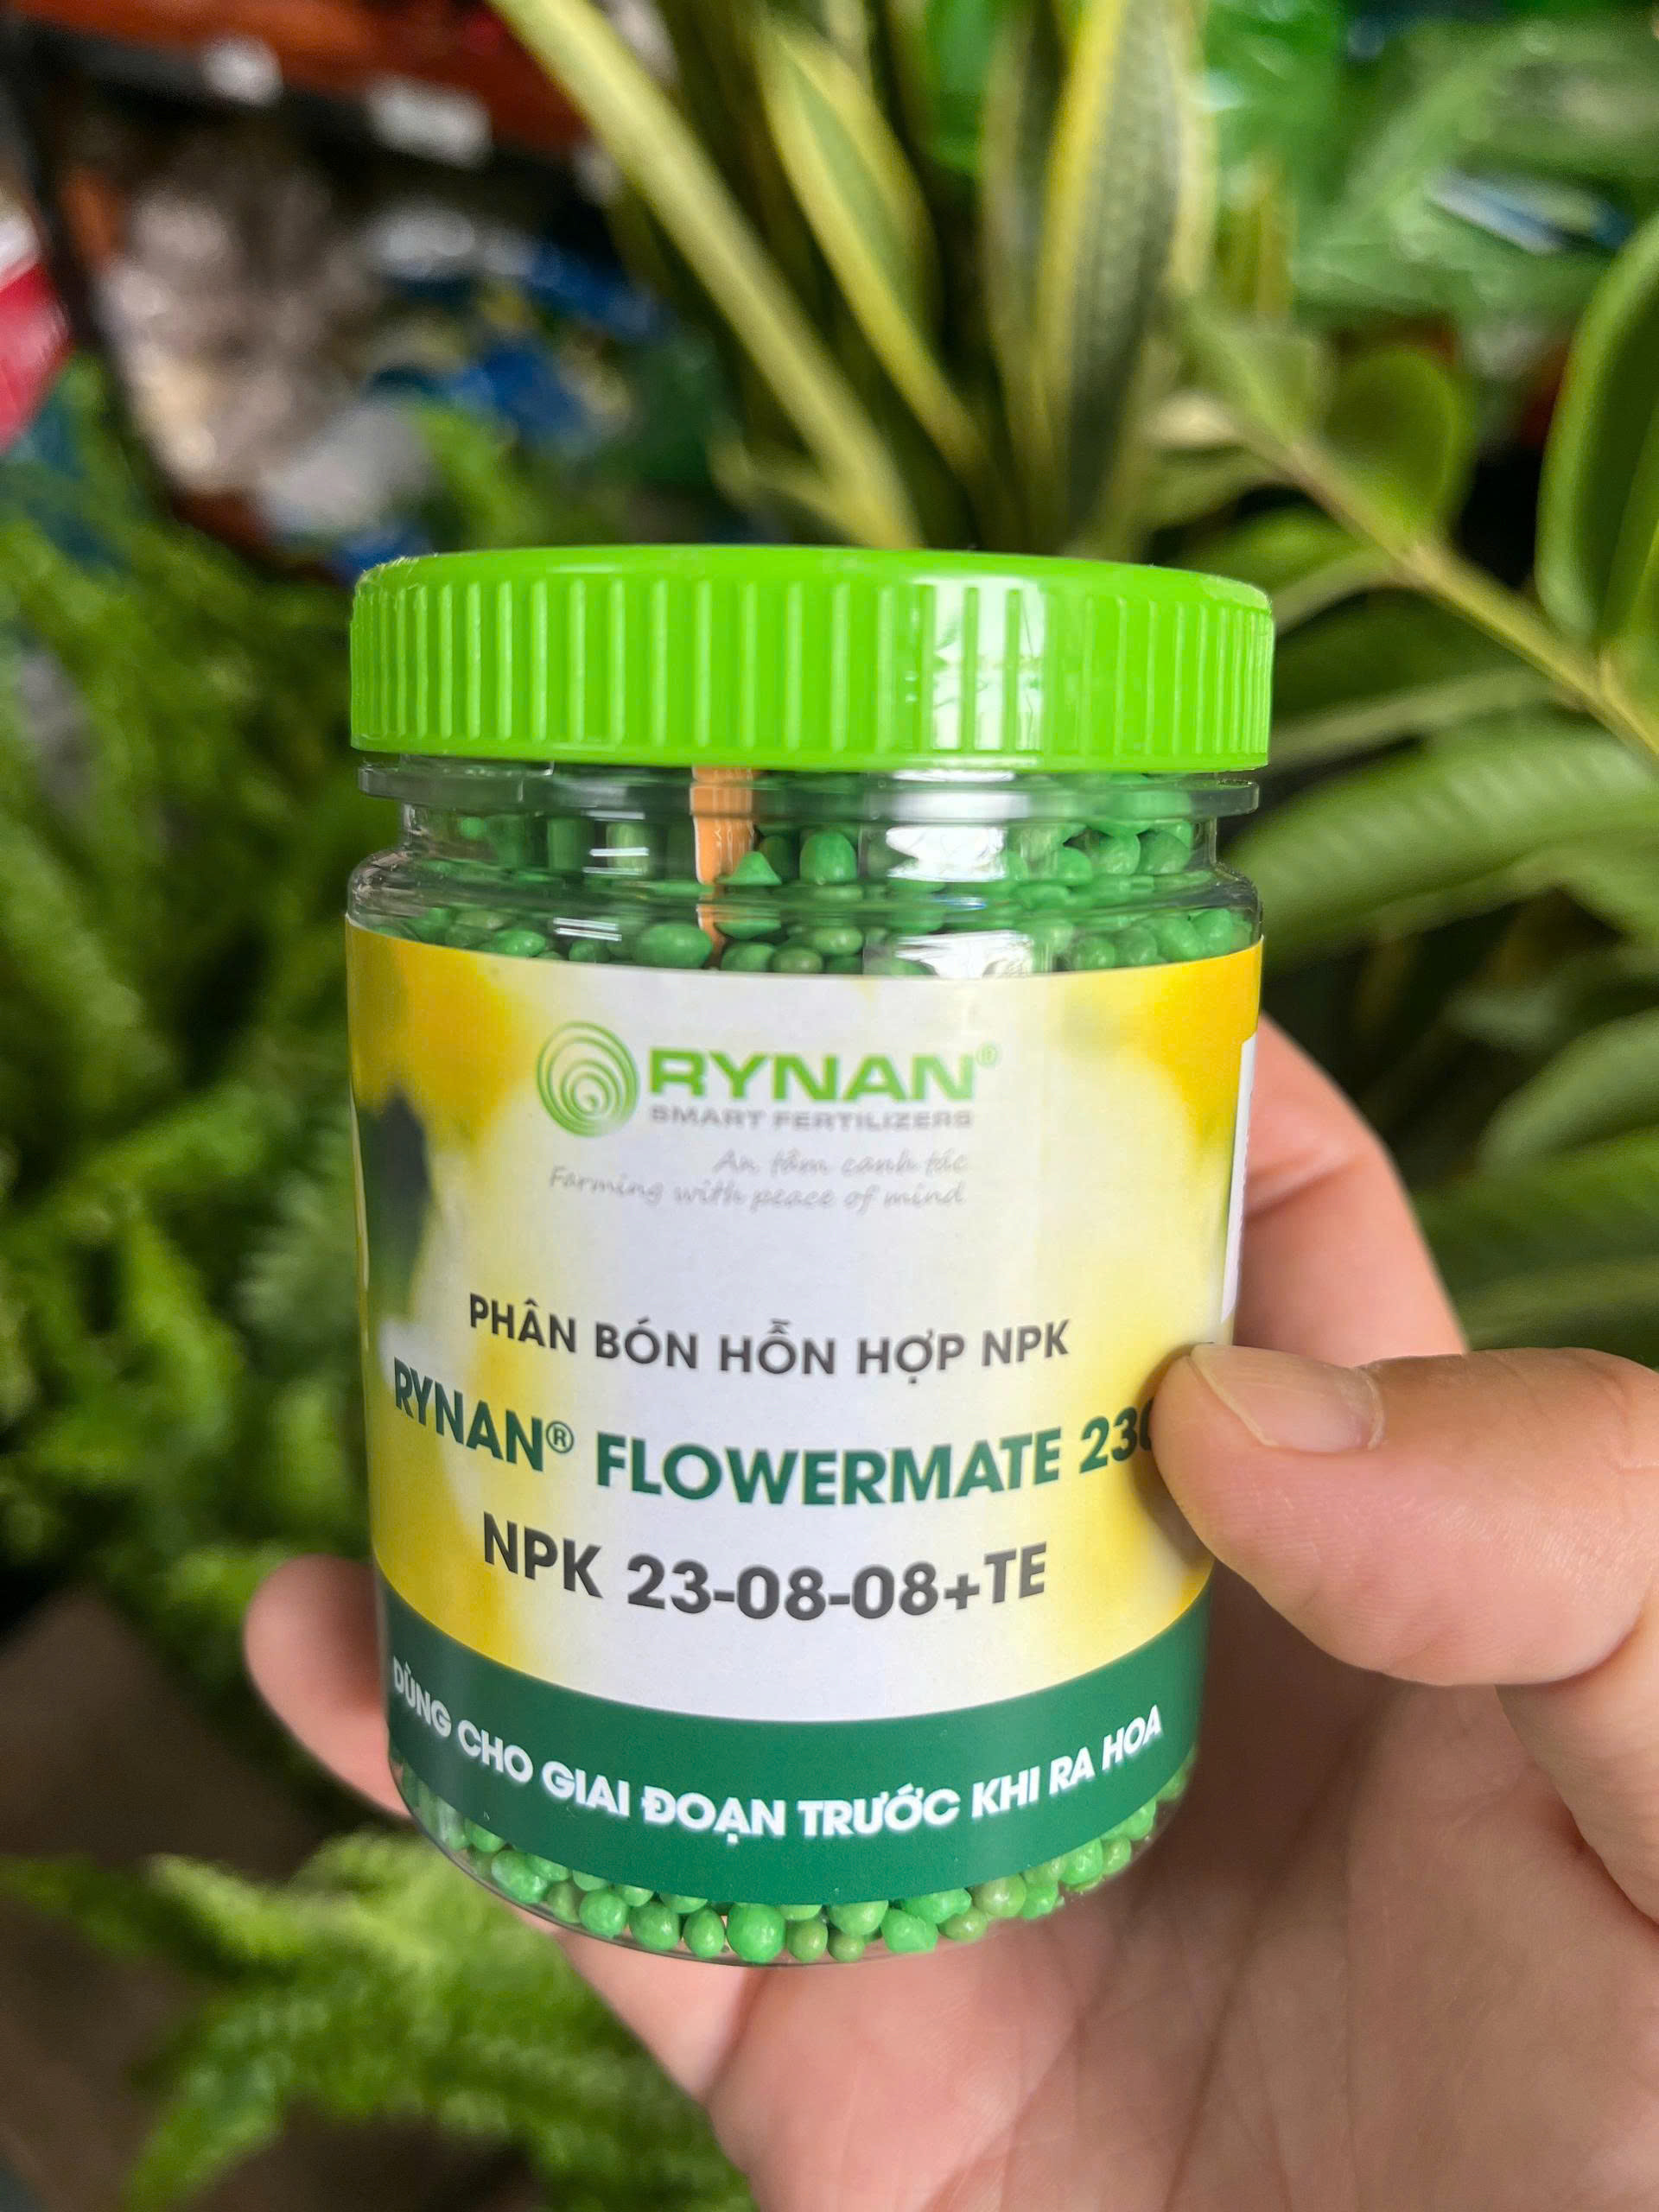 RYNAN®
SMART FERTILIZERS
An tâm canh tác
Farming with peace of mind
PHÂN BÓN HỖN HỢP NPK
RYNAN® FLOWERMATE
NPK 23-08-08+TE
DÙNG CHO GIAI ĐOẠN TRƯỚC KHI RA HOA